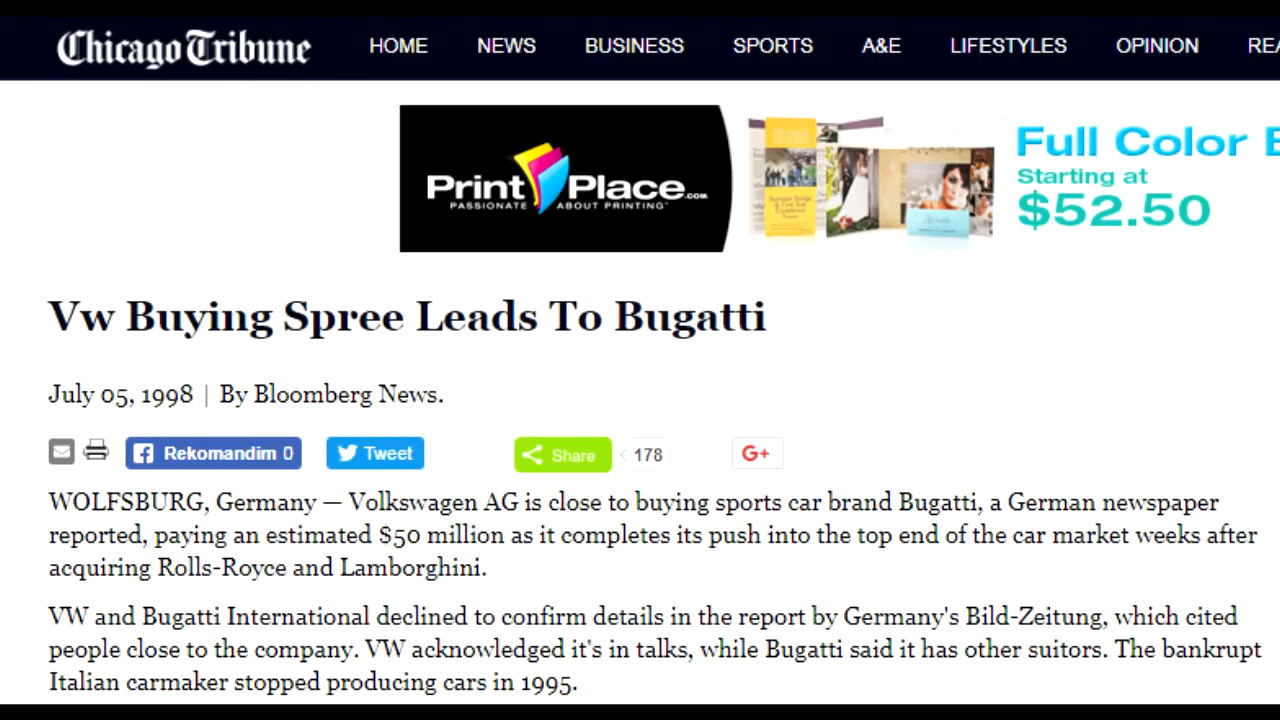 Chicago Tribune HOME NEWS BUSINESS SPORTS A&E LIFESTYLES OPINION REA
Print Place.com
PASSIONATE ABOUT PRINTING
Full Color B
Starting at
$52.50
Vw Buying Spree Leads To Bugatti
July 05, 1998 | By Bloomberg News.
Rekomandim 0 Tweet Share 178 G+
WOLFSBURG, Germany — Volkswagen AG is close to buying sports car brand Bugatti, a German newspaper
reported, paying an estimated $50 million as it completes its push into the top end of the car market weeks after
acquiring Rolls-Royce and Lamborghini.
VW and Bugatti International declined to confirm details in the report by Germany's Bild-Zeitung, which cited
people close to the company. VW acknowledged it's in talks, while Bugatti said it has other suitors. The bankrupt
Italian carmaker stopped producing cars in 1995.